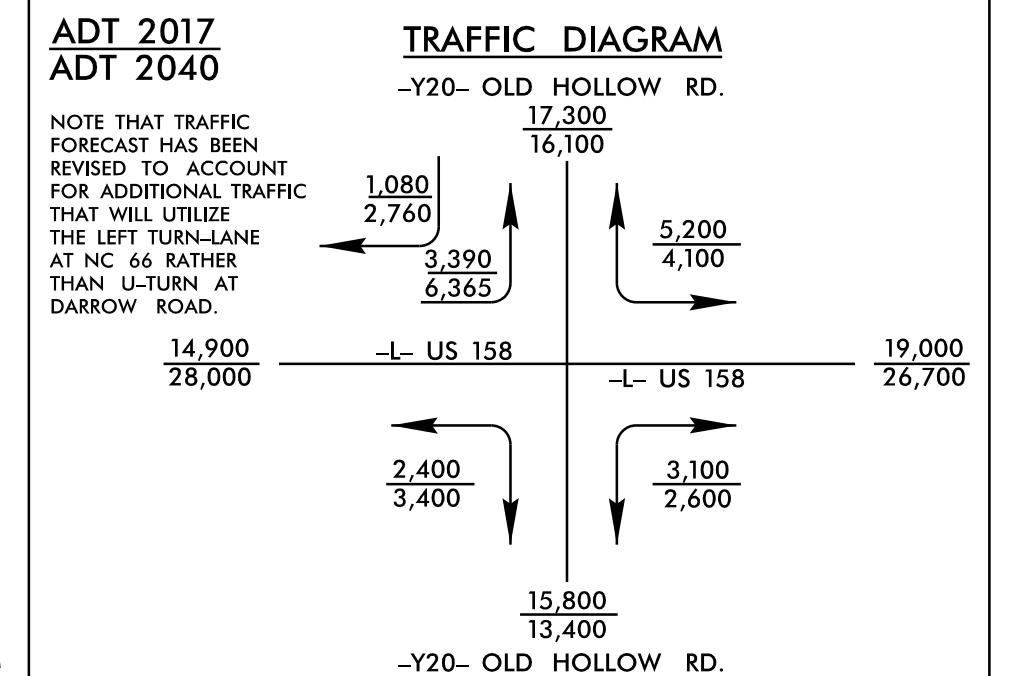 ADT 2017
ADT 2040
TRAFFIC DIAGRAM
–Y20– OLD HOLLOW RD.
17,300
16,100
NOTE THAT TRAFFIC
FORECAST HAS BEEN
REVISED TO ACCOUNT
FOR ADDITIONAL TRAFFIC
THAT WILL UTILIZE
THE LEFT TURN–LANE
AT NC 66 RATHER
THAN U–TURN AT
DARROW ROAD.
1,080
2,760
3,390
6,365
5,200
4,100
14,900
28,000
–L– US 158
–L– US 158
19,000
26,700
2,400
3,400
3,100
2,600
15,800
13,400
–Y20– OLD HOLLOW RD.